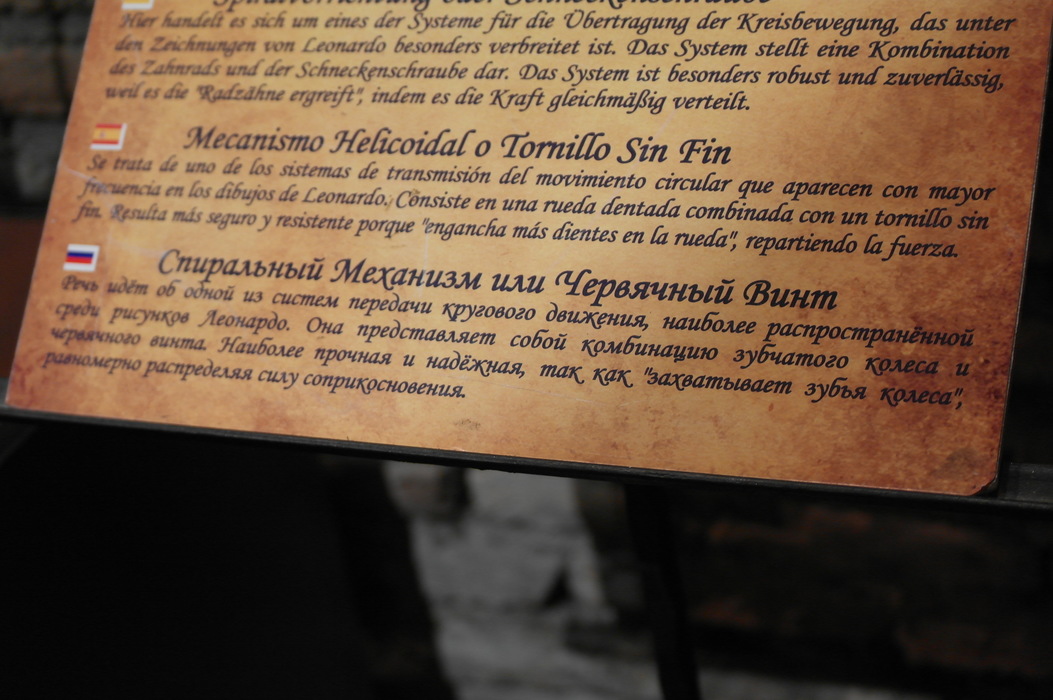 Spiralvorrichtung oder Schneckenschraube
Hier handelt es sich um eines der Systeme für die Übertragung der Kreisbewegung, das unter
den Zeichnungen von Leonardo besonders verbreitet ist. Das System stellt eine Kombination
des Zahnrads und der Schneckenschraube dar. Das System ist besonders robust und zuverlässig,
weil es die "Radzähne ergreift", indem es die Kraft gleichmäßig verteilt.
Mecanismo Helicoidal o Tornillo Sin Fin
Se trata de uno de los sistemas de transmisión del movimiento circular que aparecen con mayor
frecuencia en los dibujos de Leonardo. Consiste en una rueda dentada combinada con un tornillo sin
fin. Resulta más seguro y resistente porque "engancha más dientes en la rueda", repartiendo la fuerza.
Спиральный Механизм или Червячный Винт
Речь идёт об одной из систем передачи кругового движения, наиболее распространённой
среди рисунков Леонардо. Она представляет собой комбинацию зубчатого колеса и
червячного винта. Наиболее прочная и надёжная, так как "захватывает зубья колеса",
равномерно распределяя силу соприкосновения.